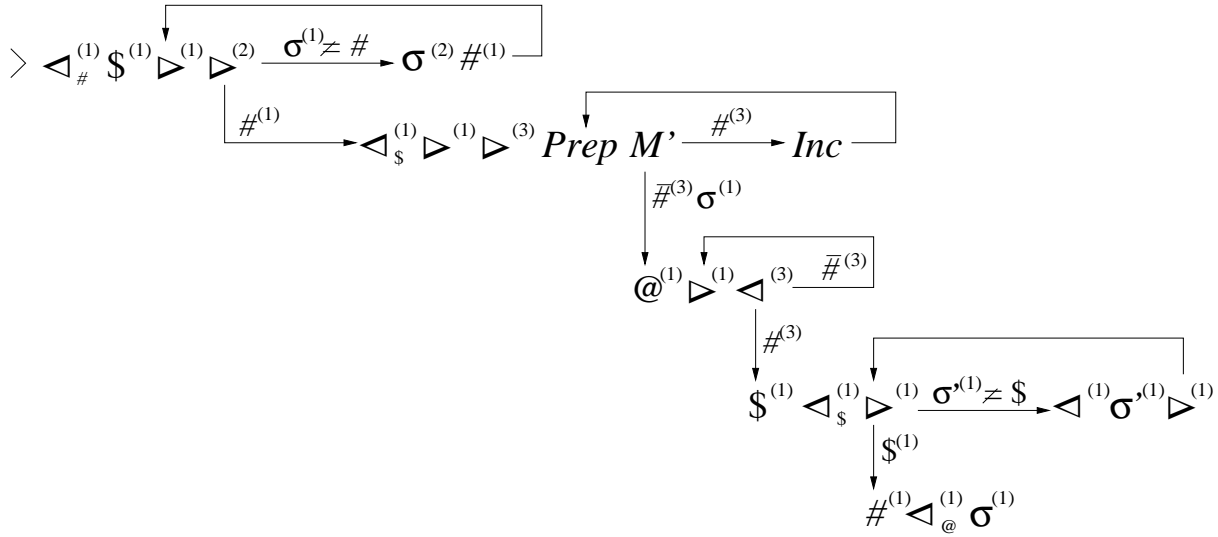 > ◁_#^(1) $^(1) ▷^(1) ▷^(2) σ^(1) ≠ # σ^(2) #^(1)
#^(1)
◁_$^(1) ▷^(1) ▷^(3) Prep M’ #^(3) Inc
#̄^(3) σ^(1)
@^(1) ▷^(1) ◁^(3) #̄^(3)
#^(3)
$^(1) ◁_$^(1) ▷^(1) σ’^(1) ≠ $ ◁^(1) σ’^(1) ▷^(1)
$^(1)
#^(1) ◁_@^(1) σ^(1)